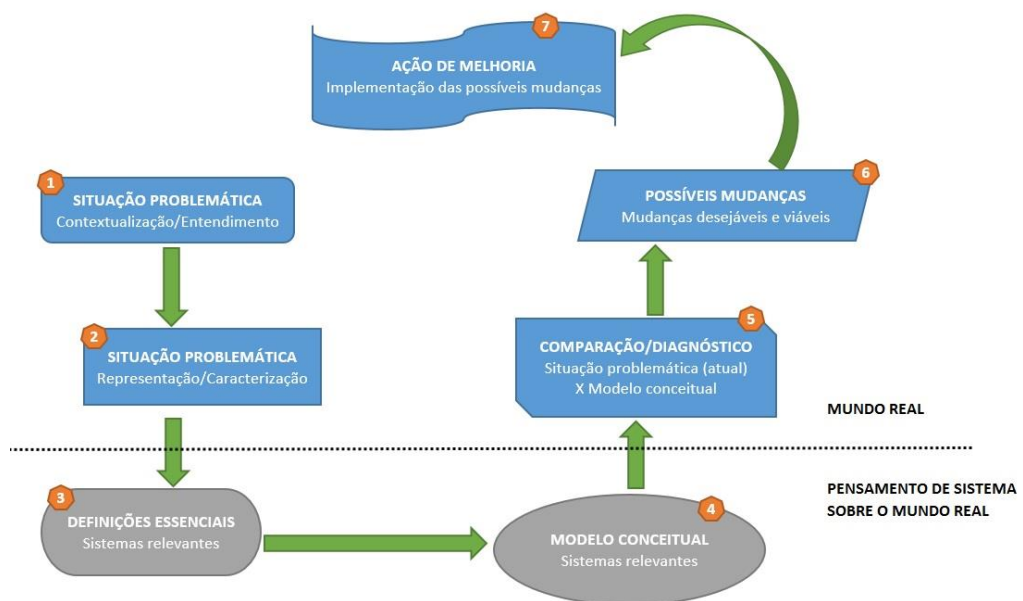 7
AÇÃO DE MELHORIA
Implementação das possíveis mudanças
1
SITUAÇÃO PROBLEMÁTICA
Contextualização/Entendimento
6
POSSÍVEIS MUDANÇAS
Mudanças desejáveis e viáveis
2
SITUAÇÃO PROBLEMÁTICA
Representação/Caracterização
5
COMPARAÇÃO/DIAGNÓSTICO
Situação problemática (atual)
X Modelo conceitual
MUNDO REAL
3
DEFINIÇÕES ESSENCIAIS
Sistemas relevantes
4
MODELO CONCEITUAL
Sistemas relevantes
PENSAMENTO DE SISTEMA
SOBRE O MUNDO REAL